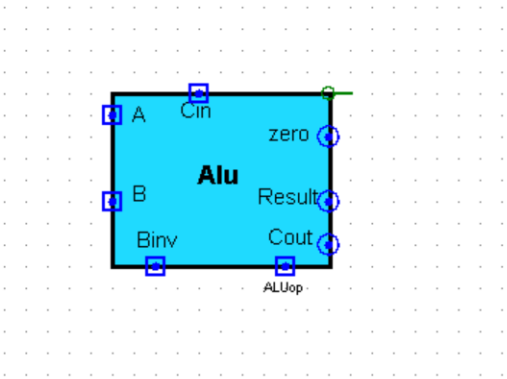 Cin
A
zero
Alu
B
Result
Binv
Cout
ALUop